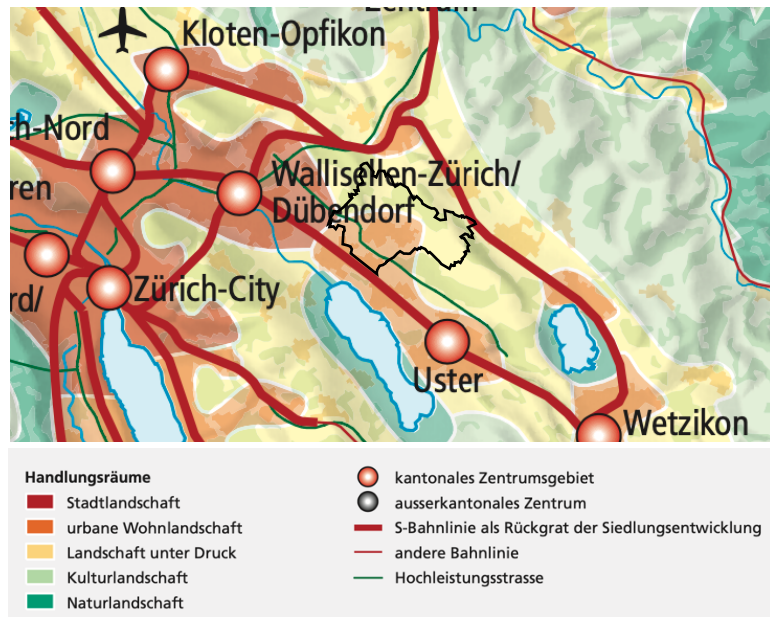 Zentrum
Kloten-Opfikon
h-Nord
ren
Wallisellen-Zürich/
Dübendorf
Zürich-City
rd/
Uster
Wetzikon
Handlungsräume
Stadtlandschaft
urbane Wohnlandschaft
Landschaft unter Druck
Kulturlandschaft
Naturlandschaft
kantonales Zentrumsgebiet
ausserkantonales Zentrum
S-Bahnlinie als Rückgrat der Siedlungsentwicklung
andere Bahnlinie
Hochleistungsstrasse